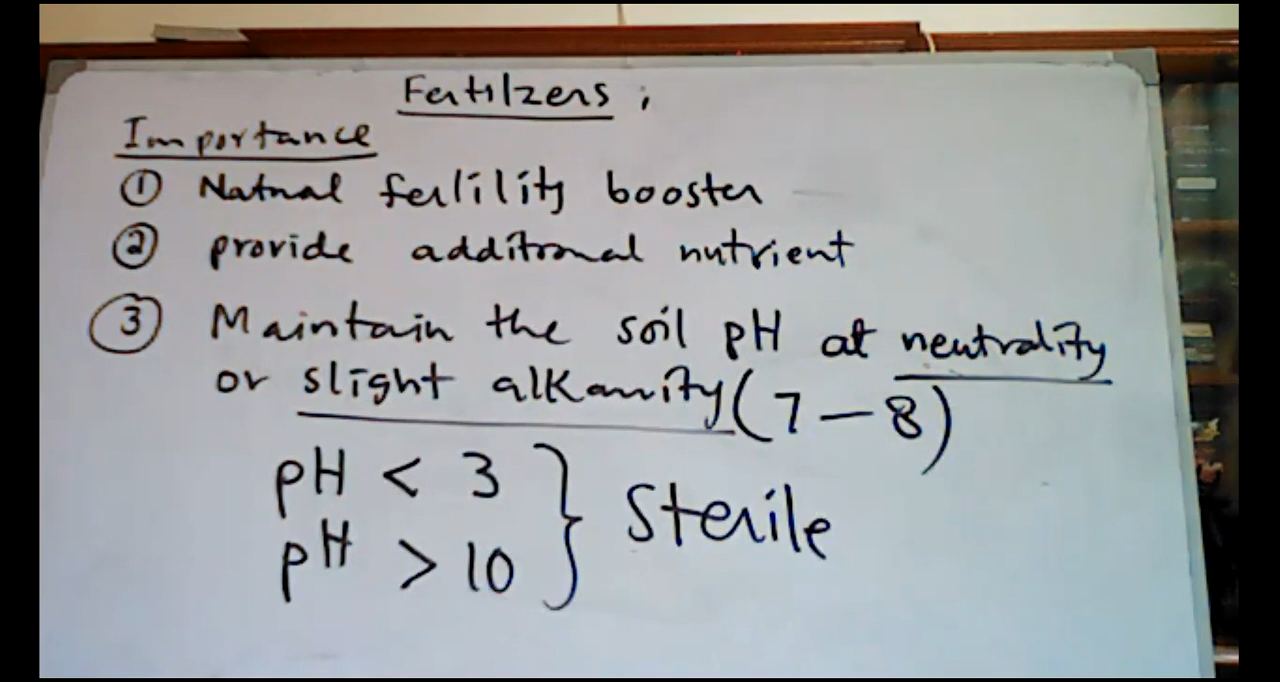 Fertilzers ;
Importance
① Natural fertility booster
② provide additional nutrient
③ Maintain the soil pH at neutrality
or slight alkanity (7 – 8)
pH < 3
pH > 10 } Sterile